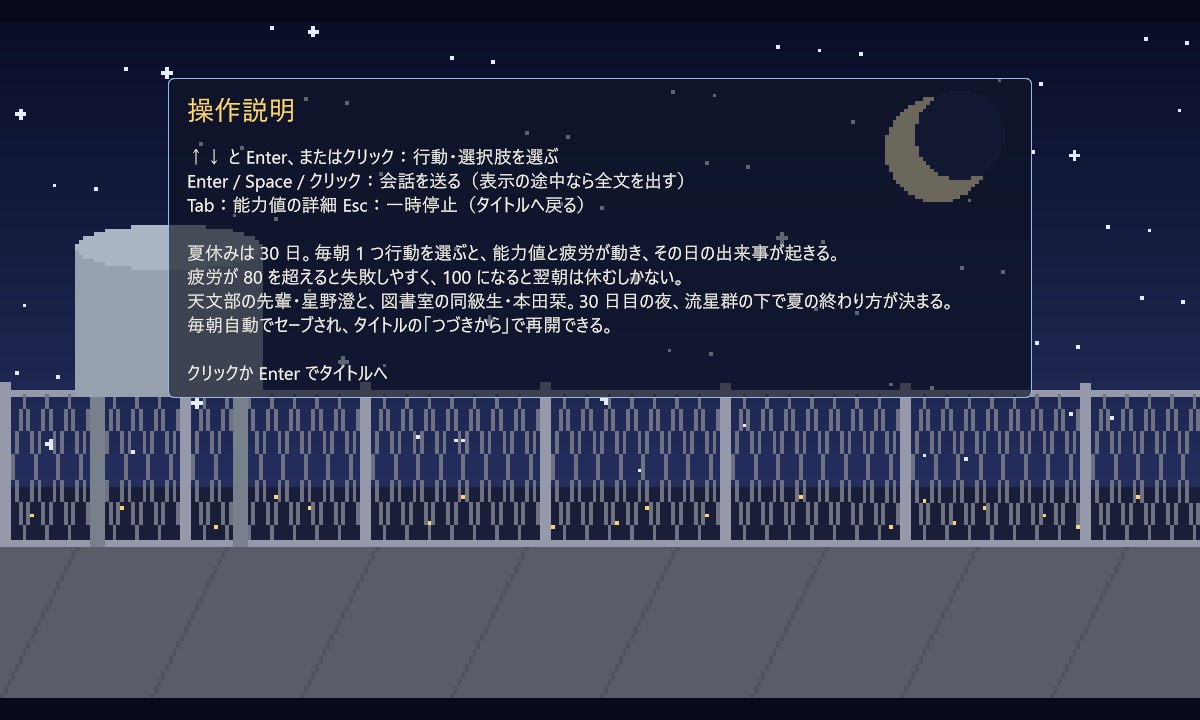 操作説明
↑↓ と Enter、またはクリック：行動・選択肢を選ぶ
Enter / Space / クリック：会話を送る（表示の途中なら全文を出す）
Tab：能力値の詳細 Esc：一時停止（タイトルへ戻る）
夏休みは 30 日。毎朝 1 つ行動を選ぶと、能力値と疲労が動き、その日の出来事が起きる。
疲労が 80 を超えると失敗しやすく、100 になると翌朝は休むしかない。
天文部の先輩・星野澄と、図書室の同級生・本田栞。30 日目の夜、流星群の下で夏の終わり方が決まる。
毎朝自動でセーブされ、タイトルの「つづきから」で再開できる。
クリックか Enter でタイトルへ